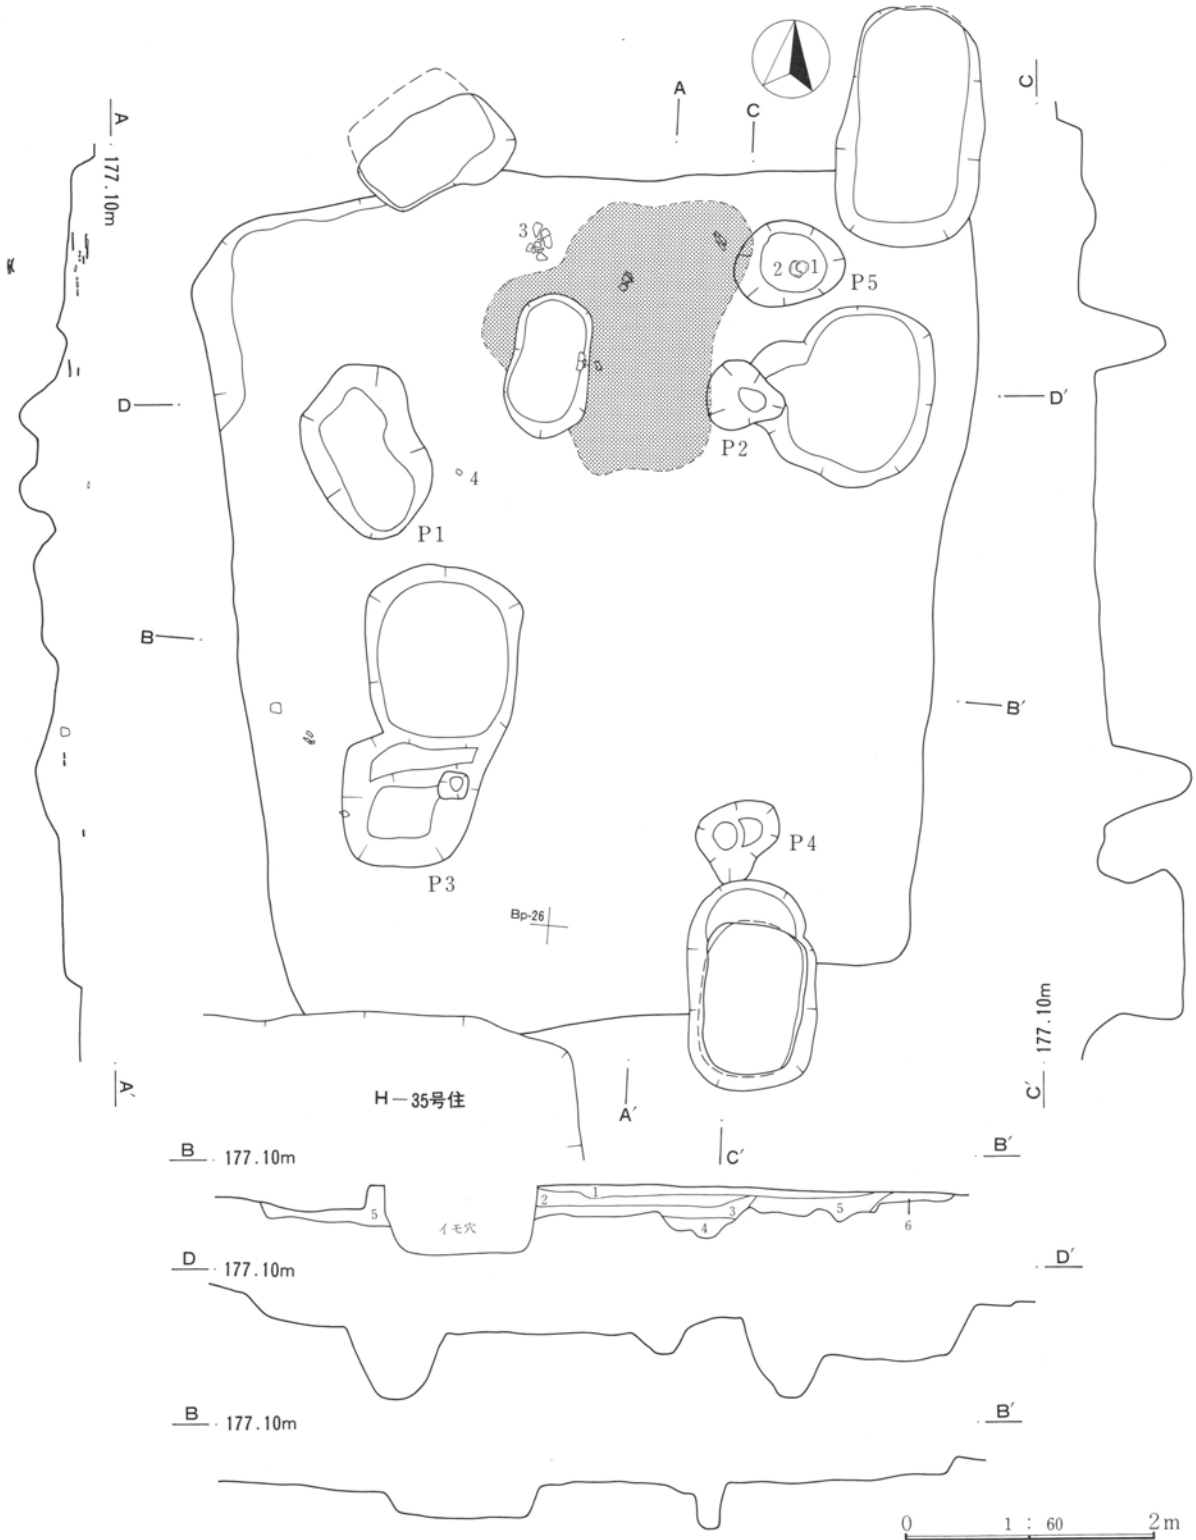 A
C
C
A
177.10m
3
2
1
P5
D
D′
P2
4
P1
B
B′
P4
P3
Bp-26
177.10m
A′
H－35号住
A′
C′
C′
B 177.10m B′
1
2
3
4
5
5
6
イモ穴
D 177.10m D′
B 177.10m B′
0 1 : 60 2m